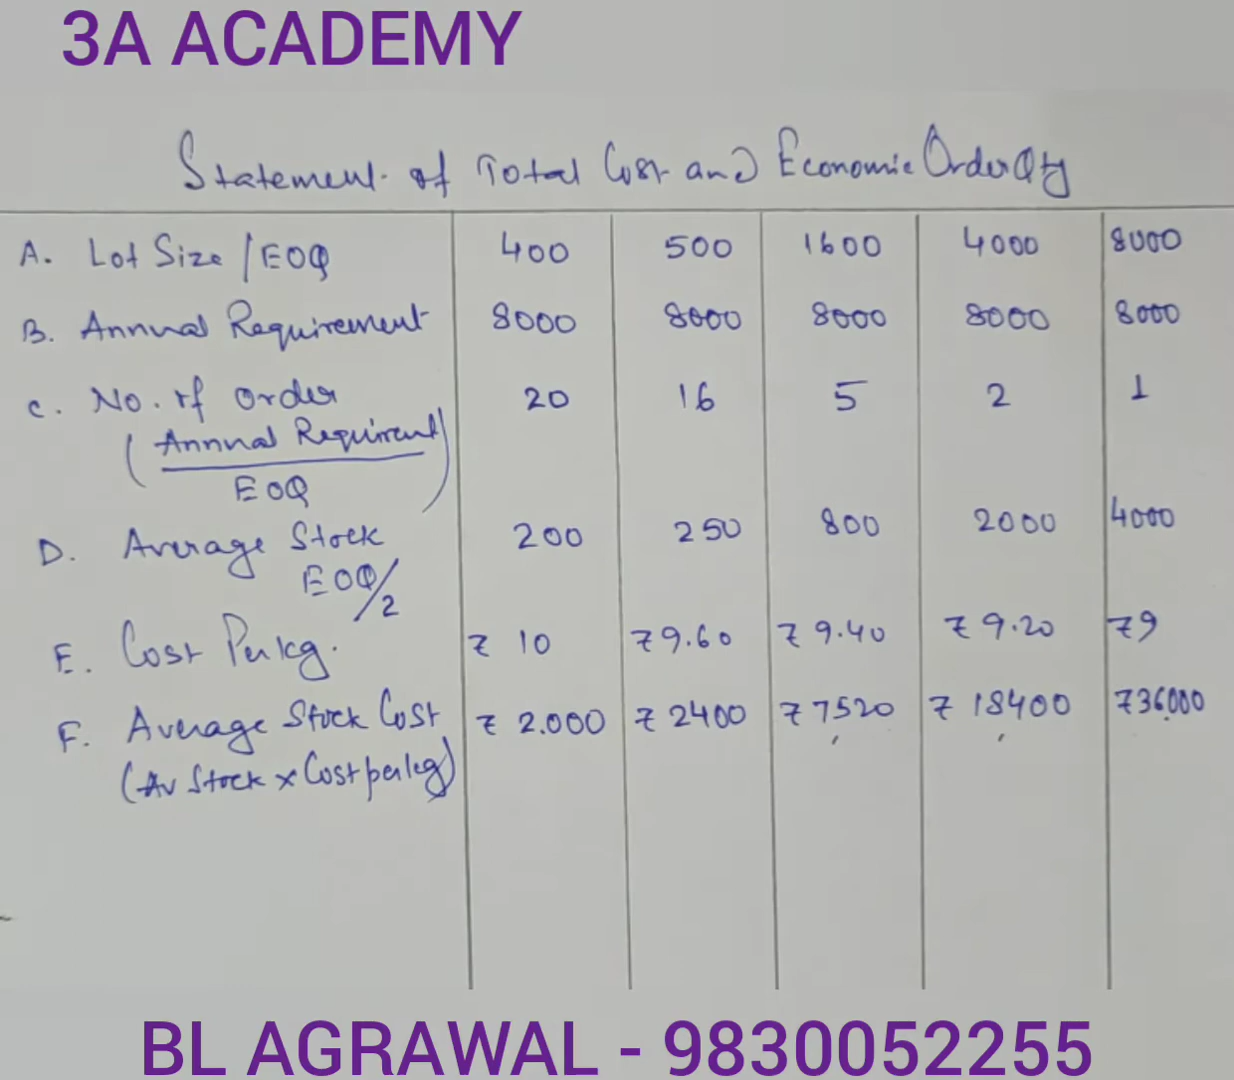 3A ACADEMY
Statement of Total Cost and Economic Order Qty
A. Lot Size / EOQ 400 500 1600 4000 8000
B. Annual Requirement 8000 8000 8000 8000 8000
C. No. of Order 20 16 5 2 1
( Annual Requirent )
EOQ
D. Average Stock 200 250 800 2000 4000
EOQ/2
E. Cost Per kg. ₹ 10 ₹9.60 ₹9.40 ₹9.20 ₹9
F. Average Stock Cost ₹ 2.000 ₹ 2400 ₹7520 ₹ 18400 ₹36,000
(Av Stock x Cost per kg)
BL AGRAWAL - 9830052255